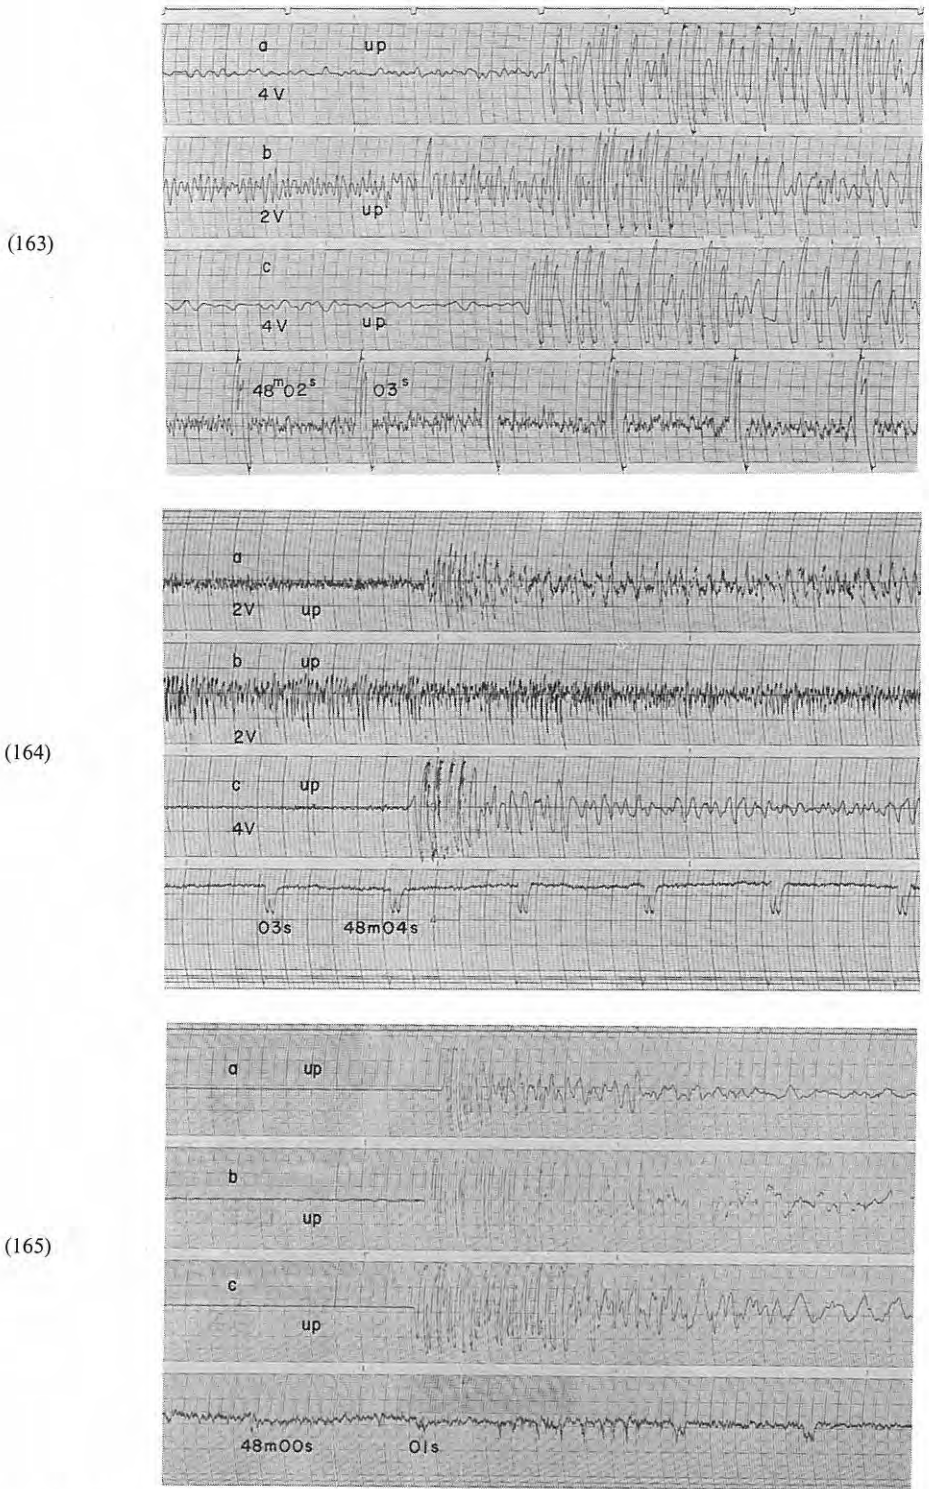 a up
4V
b
2V up
(163)
c
4V up
48m02s 03s
a
2V up
b up
2V
(164)
c up
4V
03s 48m04s
a up
b
up
(165)
c
up
48m00s 01s